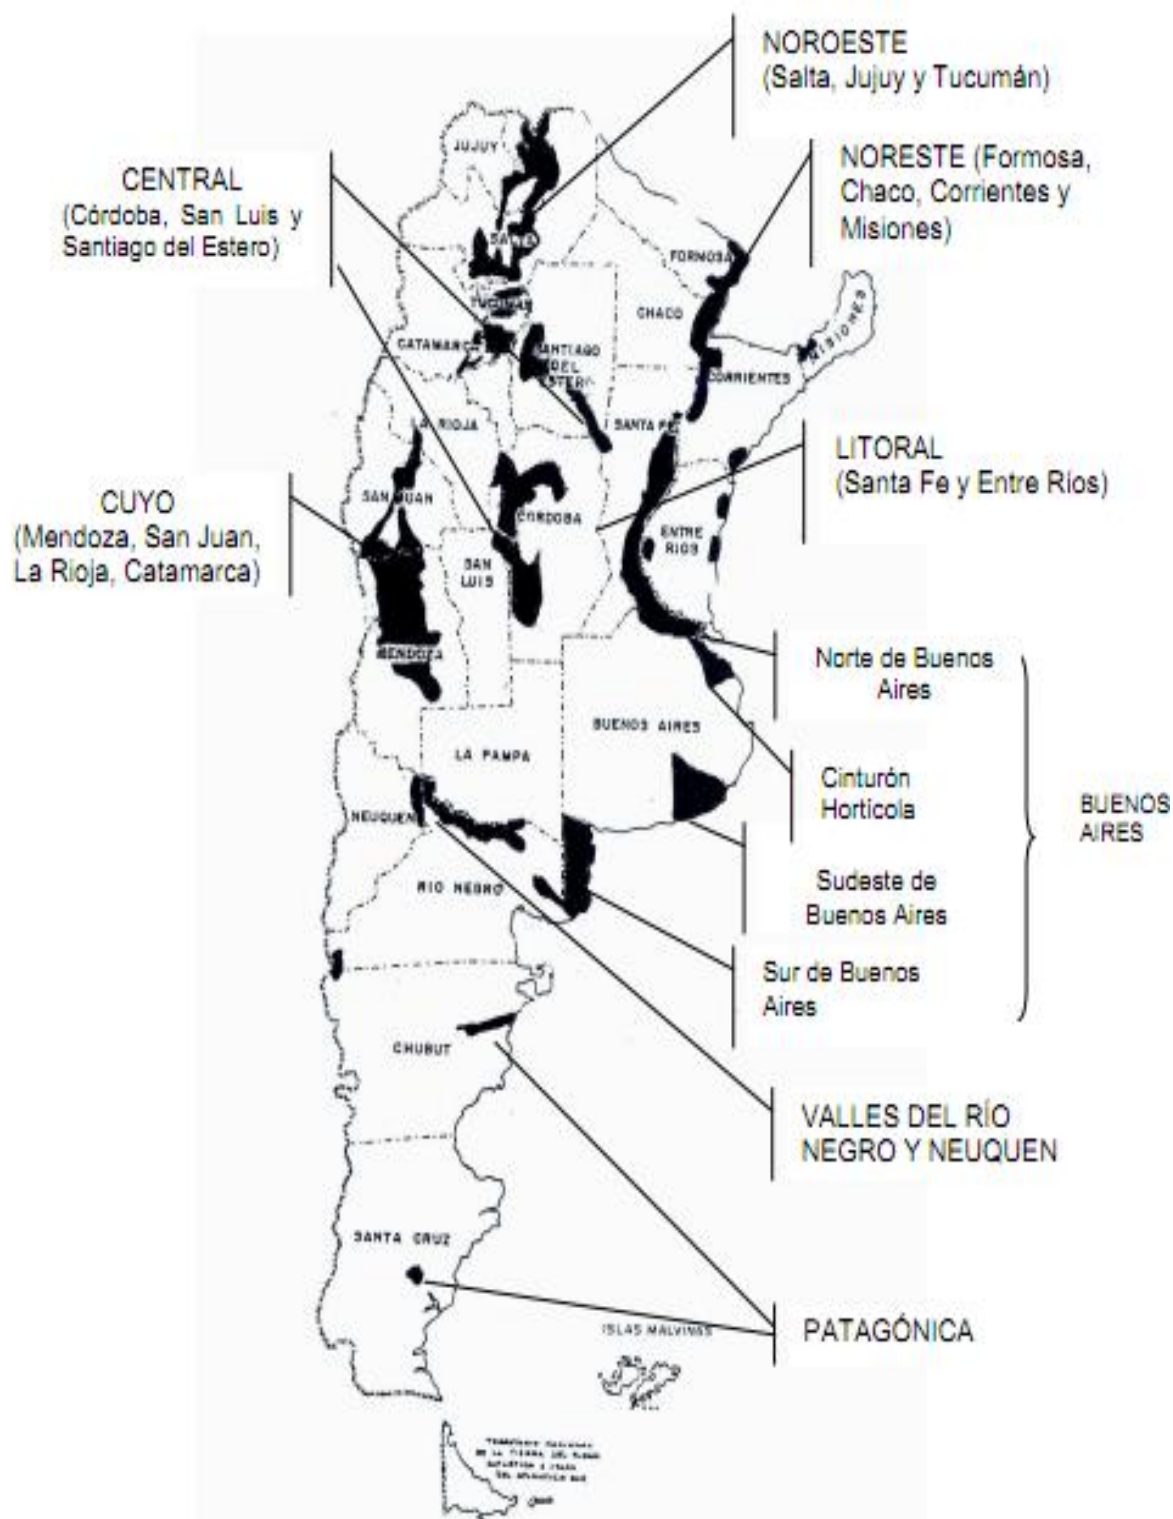 NOROESTE
(Salta, Jujuy y Tucumán)
NORESTE (Formosa,
Chaco, Corrientes y
Misiones)
CENTRAL
(Córdoba, San Luis y
Santiago del Estero)
LITORAL
(Santa Fe y Entre Ríos)
CUYO
(Mendoza, San Juan,
La Rioja, Catamarca)
Norte de Buenos
Aires
Cinturón
Hortícola
BUENOS
AIRES
Sudeste de
Buenos Aires
Sur de Buenos
Aires
VALLES DEL RÍO
NEGRO Y NEUQUEN
PATAGÓNICA
JUJUY
SALTA
FORMOSA
TUCUMAN
CHACO
MISIONES
CATAMARCA
SANTIAGO
DEL
ESTERO
CORRIENTES
LA RIOJA
SANTA FE
SAN JUAN
CORDOBA
ENTRE
RIOS
SAN
LUIS
MENDOZA
BUENOS AIRES
LA PAMPA
NEUQUEN
RIO NEGRO
CHUBUT
SANTA CRUZ
ISLAS MALVINAS
DE LA TIERRA DEL